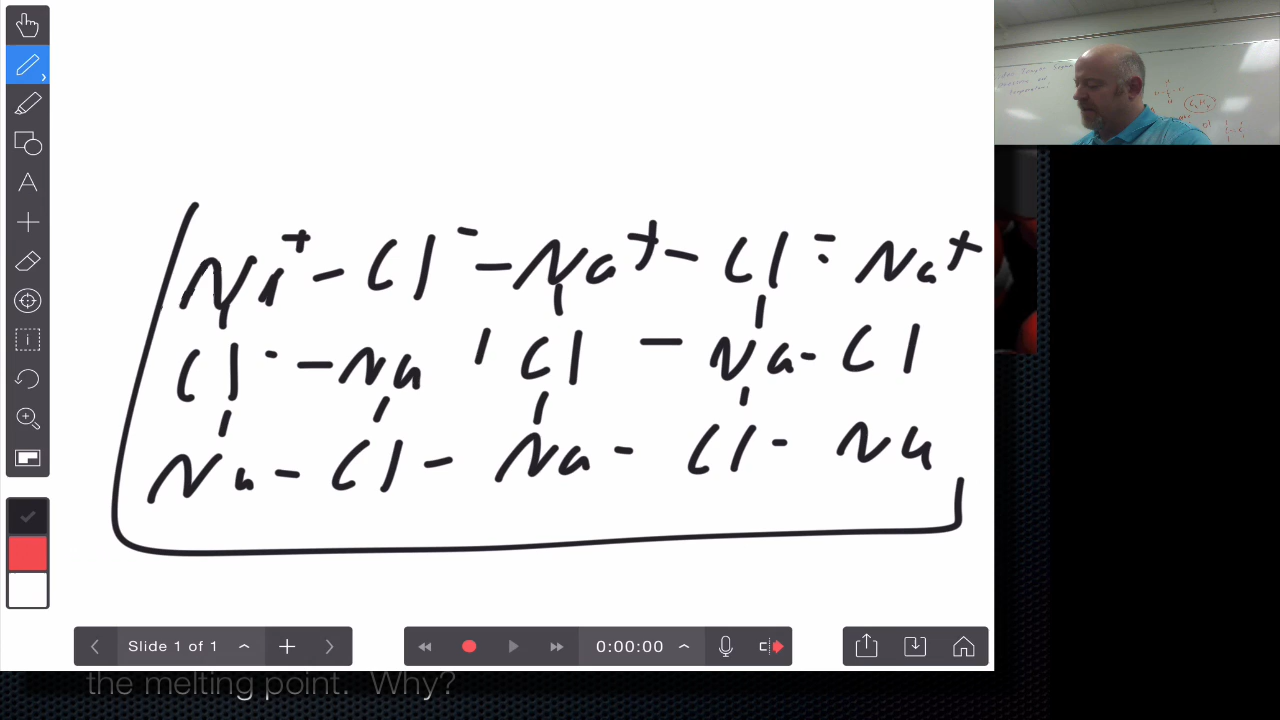 Na⁺ – Cl⁻ – Na⁺ – Cl⁻ : Na⁺
Cl⁻ – Na ' Cl – Na - Cl
Na – Cl – Na - Cl - Na
A
i
Slide 1 of 1
0:00:00
the melting point. Why?